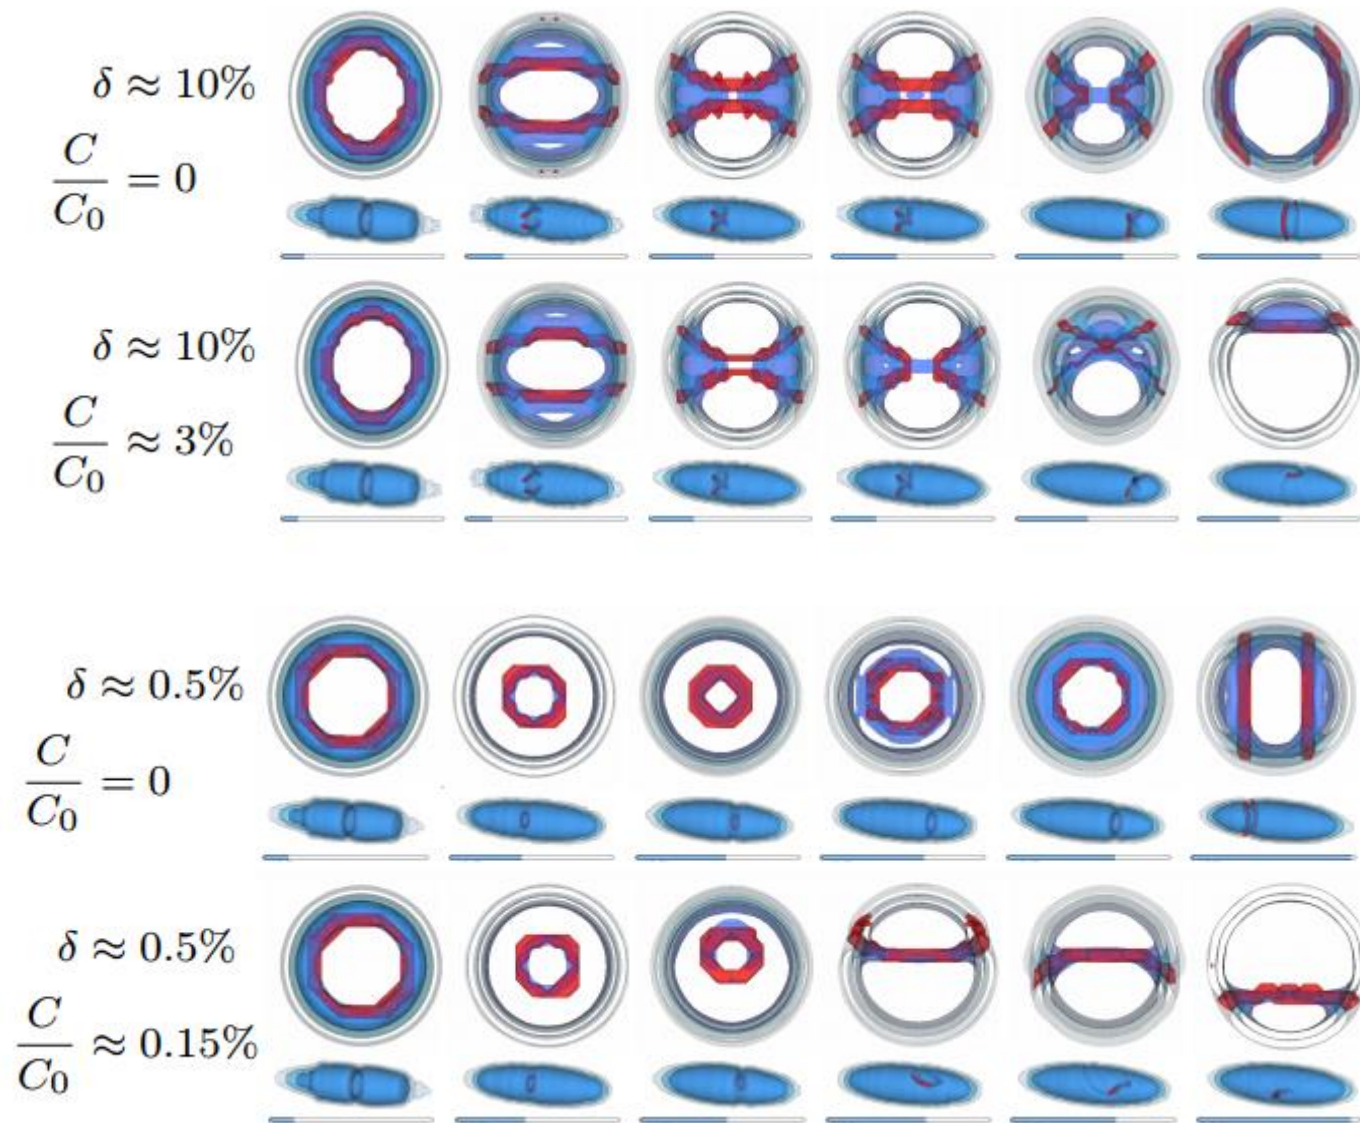 δ ≈ 10%
C/C₀ = 0
δ ≈ 10%
C/C₀ ≈ 3%
δ ≈ 0.5%
C/C₀ = 0
δ ≈ 0.5%
C/C₀ ≈ 0.15%